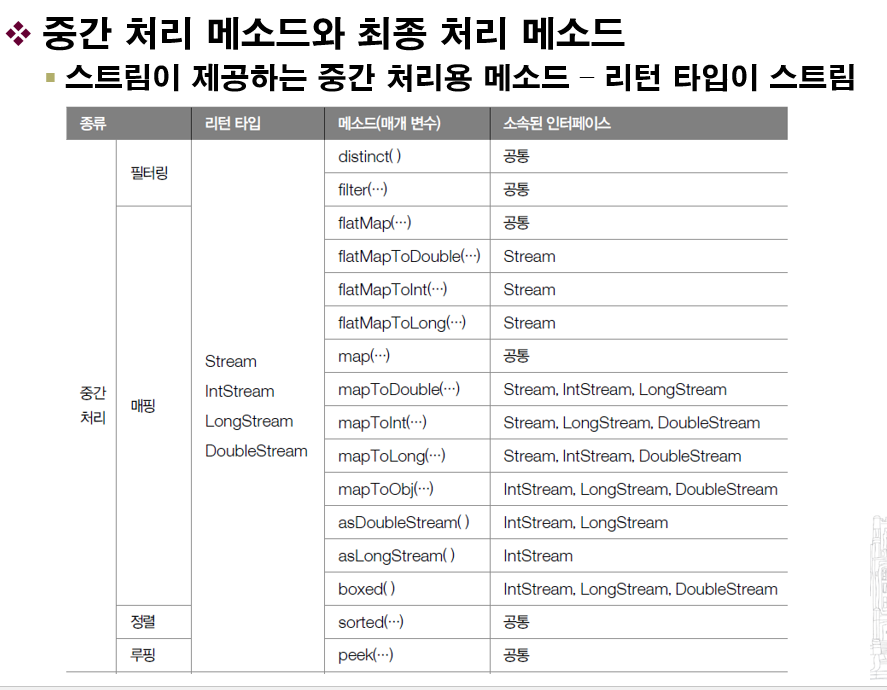 ❖ 중간 처리 메소드와 최종 처리 메소드
▪ 스트림이 제공하는 중간 처리용 메소드 – 리턴 타입이 스트림
종류 리턴 타입 메소드(매개 변수) 소속된 인터페이스
중간
처리
필터링
매핑
정렬
루핑
Stream
IntStream
LongStream
DoubleStream
distinct( ) 공통
filter(…) 공통
flatMap(…) 공통
flatMapToDouble(…) Stream
flatMapToInt(…) Stream
flatMapToLong(…) Stream
map(…) 공통
mapToDouble(…) Stream, IntStream, LongStream
mapToInt(…) Stream, LongStream, DoubleStream
mapToLong(…) Stream, IntStream, DoubleStream
mapToObj(…) IntStream, LongStream, DoubleStream
asDoubleStream( ) IntStream, LongStream
asLongStream( ) IntStream
boxed( ) IntStream, LongStream, DoubleStream
sorted(…) 공통
peek(…) 공통